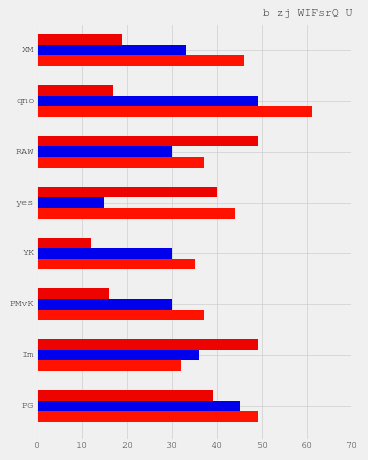 b zj WIFsrQ U
XM
qno
RAW
yes
YK
PMvK
Im
PG
0 10 20 30 40 50 60 70